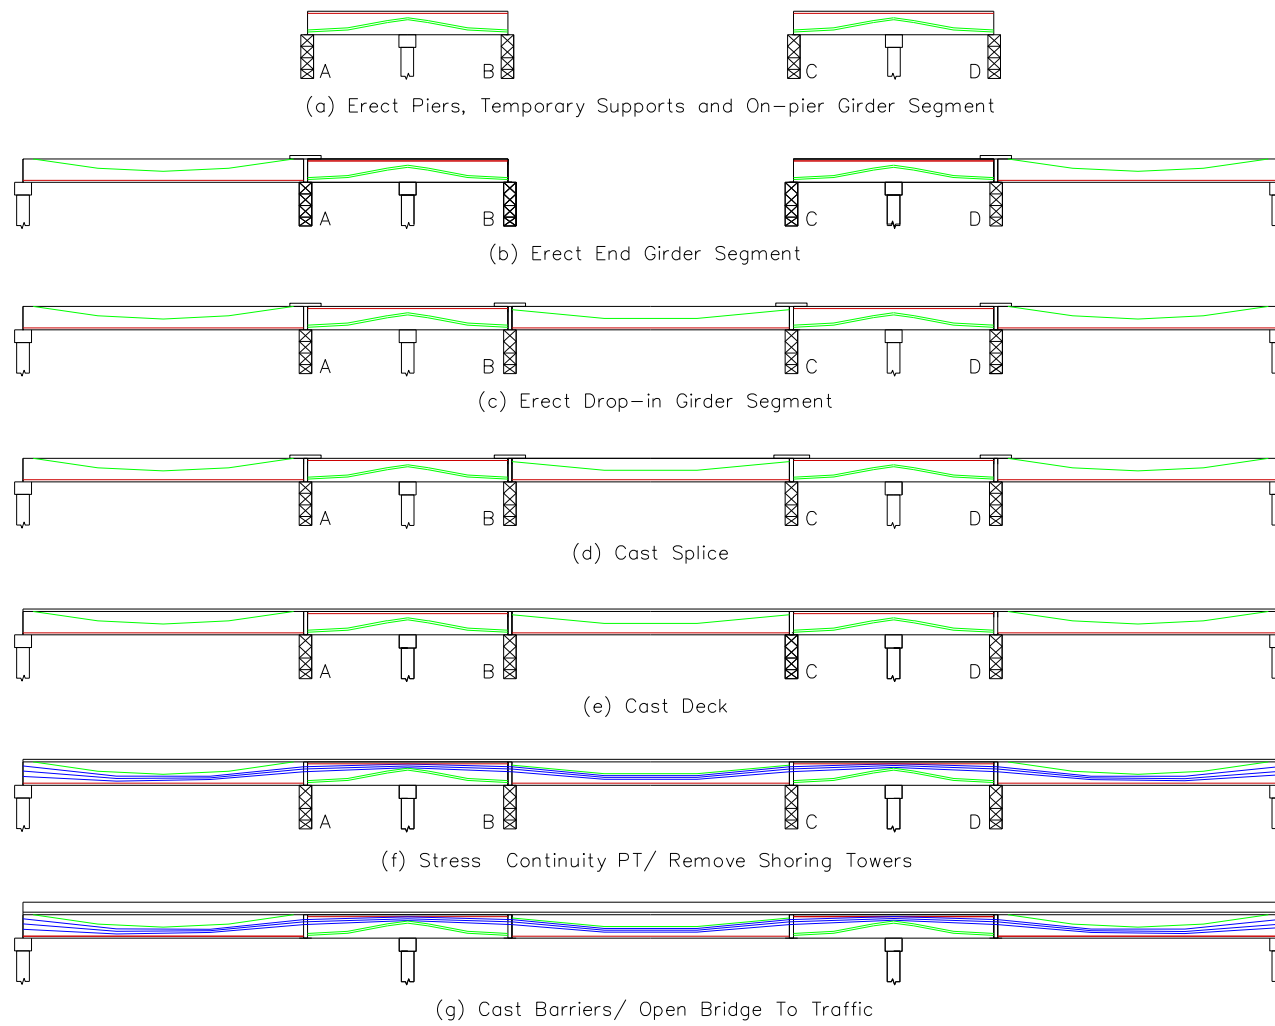 A B C D
(a) Erect Piers, Temporary Supports and On-pier Girder Segment
A B C D
(b) Erect End Girder Segment
A B C D
(c) Erect Drop-in Girder Segment
A B C D
(d) Cast Splice
A B C D
(e) Cast Deck
A B C D
(f) Stress Continuity PT/ Remove Shoring Towers
(g) Cast Barriers/ Open Bridge To Traffic